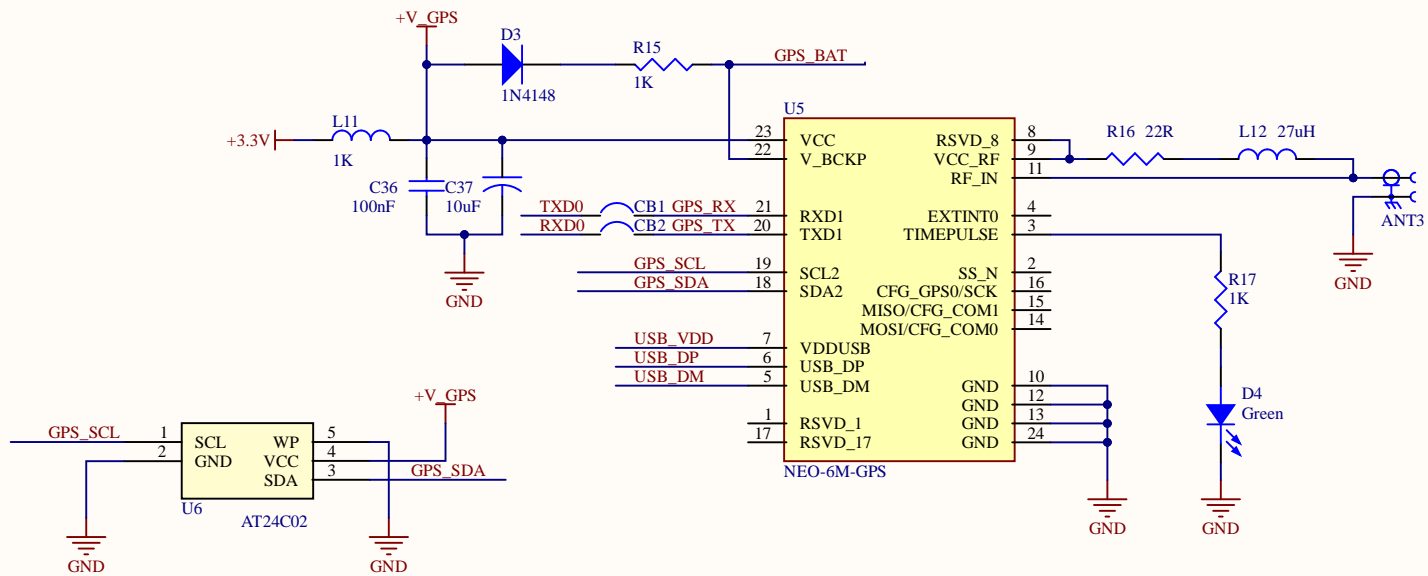 +V_GPS
D3
1N4148
R15
1K
GPS_BAT
+3.3V
L11
1K
C36
100nF
C37
10uF
GND
TXD0
CB1
GPS_RX
RXD0
CB2
GPS_TX
GPS_SCL
GPS_SDA
USB_VDD
USB_DP
USB_DM
U5
23 VCC
22 V_BCKP
21 RXD1
20 TXD1
19 SCL2
18 SDA2
7 VDDUSB
6 USB_DP
5 USB_DM
1 RSVD_1
17 RSVD_17
RSVD_8 8
VCC_RF 9
RF_IN 11
EXTINT0 4
TIMEPULSE 3
SS_N 2
CFG_GPS0/SCK 16
MISO/CFG_COM1 15
MOSI/CFG_COM0 14
GND 10
GND 12
GND 13
GND 24
NEO-6M-GPS
R16 22R
L12 27uH
ANT3
GND
R17
1K
D4
Green
GND
GND
+V_GPS
GPS_SCL
1 SCL
2 GND
WP 5
VCC 4
SDA 3
GPS_SDA
U6
AT24C02
GND
GND